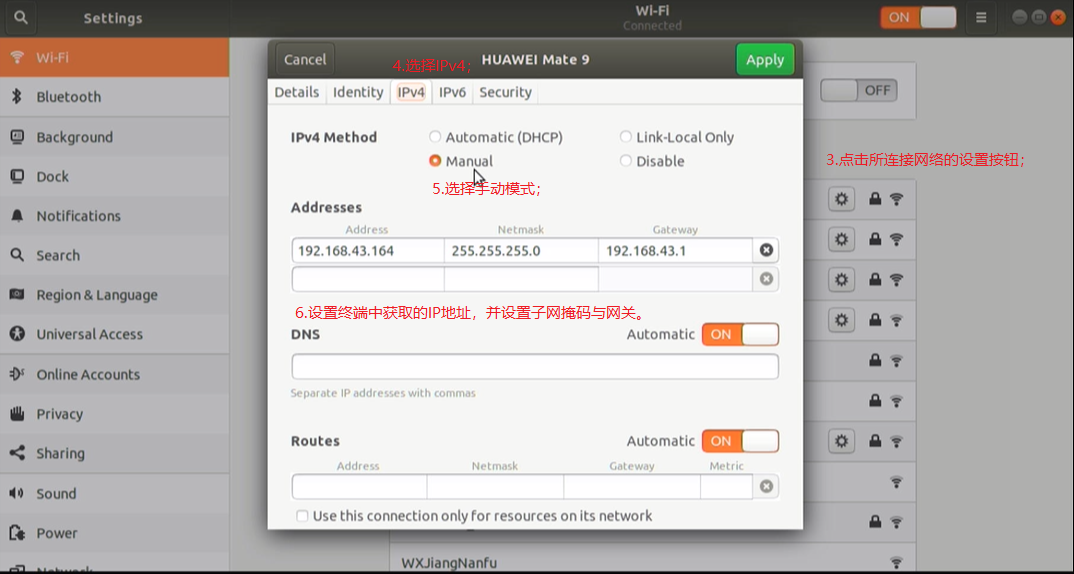 Settings
Wi-Fi
Connected
ON
Wi-Fi
Bluetooth
Background
Dock
Notifications
Search
Region & Language
Universal Access
Online Accounts
Privacy
Sharing
Sound
Power
Network
Cancel
4.选择IPv4;
HUAWEI Mate 9
Apply
Details
Identity
IPv4
IPv6
Security
IPv4 Method
Automatic (DHCP)
Link-Local Only
Manual
Disable
5.选择手动模式;
Addresses
Address
Netmask
Gateway
192.168.43.164
255.255.255.0
192.168.43.1
6.设置终端中获取的IP地址，并设置子网掩码与网关。
DNS
Automatic
ON
Separate IP addresses with commas
Routes
Automatic
ON
Address
Netmask
Gateway
Metric
Use this connection only for resources on its network
OFF
3.点击所连接网络的设置按钮;
WXJiangNanfu